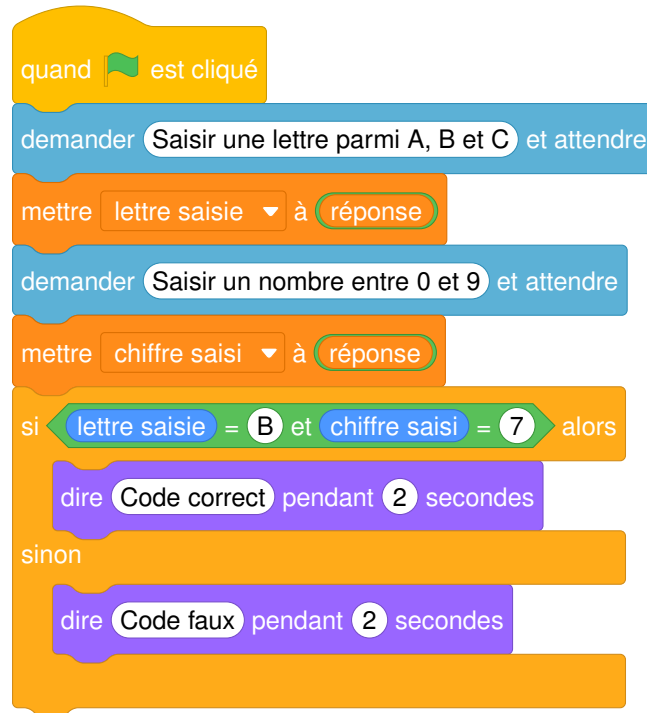 quand est cliqué
demander Saisir une lettre parmi A, B et C et attendre
mettre lettre saisie à réponse
demander Saisir un nombre entre 0 et 9 et attendre
mettre chiffre saisi à réponse
si lettre saisie = B et chiffre saisi = 7 alors
dire Code correct pendant 2 secondes
sinon
dire Code faux pendant 2 secondes